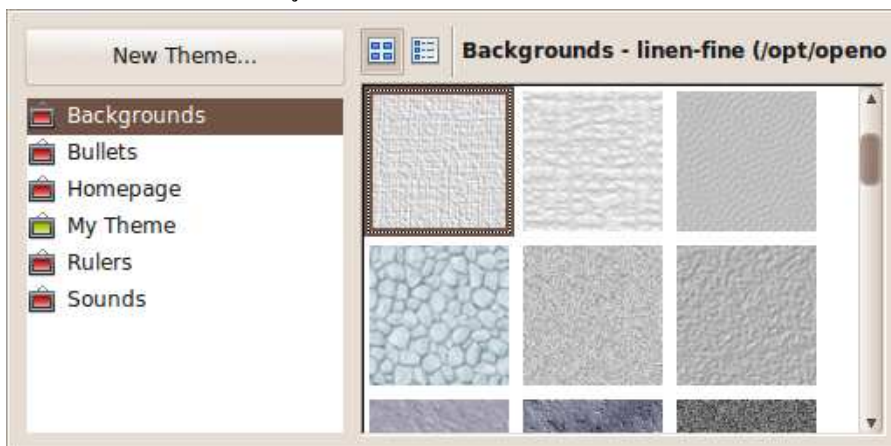 New Theme...
Backgrounds - linen-fine (/opt/openo
Backgrounds
Bullets
Homepage
My Theme
Rulers
Sounds